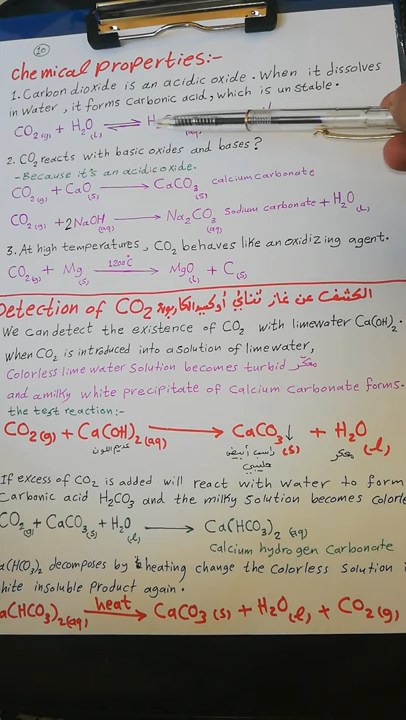 10
Chemical properties:-
1. Carbon dioxide is an acidic oxide. When it dissolves
in water, it forms carbonic acid, which is unstable.
CO2(g) + H2O(l) ⇌ H (aq)
2. CO2 reacts with basic oxides and bases?
- Because it's an acidic oxide.
CO2(g) + CaO(s) → CaCO3(s) calcium carbonate
CO2(g) + 2NaOH(aq) → Na2CO3(aq) Sodium carbonate + H2O(l)
3. At high temperatures, CO2 behaves like an oxidizing agent.
CO2(g) + Mg(s) 1200°C → MgO(l) + C(s)
Detection of CO2 الكشف عن غاز ثنائي أوكسيد الكاربون
We can detect the existence of CO2 with limewater Ca(OH)2.
When CO2 is introduced into a solution of limewater,
Colorless lime water Solution becomes turbid معكّر
and a milky white precipitate of Calcium Carbonate forms.
the test reaction:-
CO2(g) + Ca(OH)2(aq) → CaCO3↓(s) + H2O(l)
عديم اللون راسب أبيض حليبي معكر
If excess of CO2 is added will react with water to form
Carbonic acid H2CO3 and the milky Solution becomes colorle
CO2(g) + CaCO3(s) + H2O(l) → Ca(HCO3)2(aq)
Calcium hydrogen Carbonate
a(HCO3)2 decomposes by heating change the Colorless Solution i
hite insoluble Product again.
a(HCO3)2(aq) heat → CaCO3(s) + H2O(l) + CO2(g)